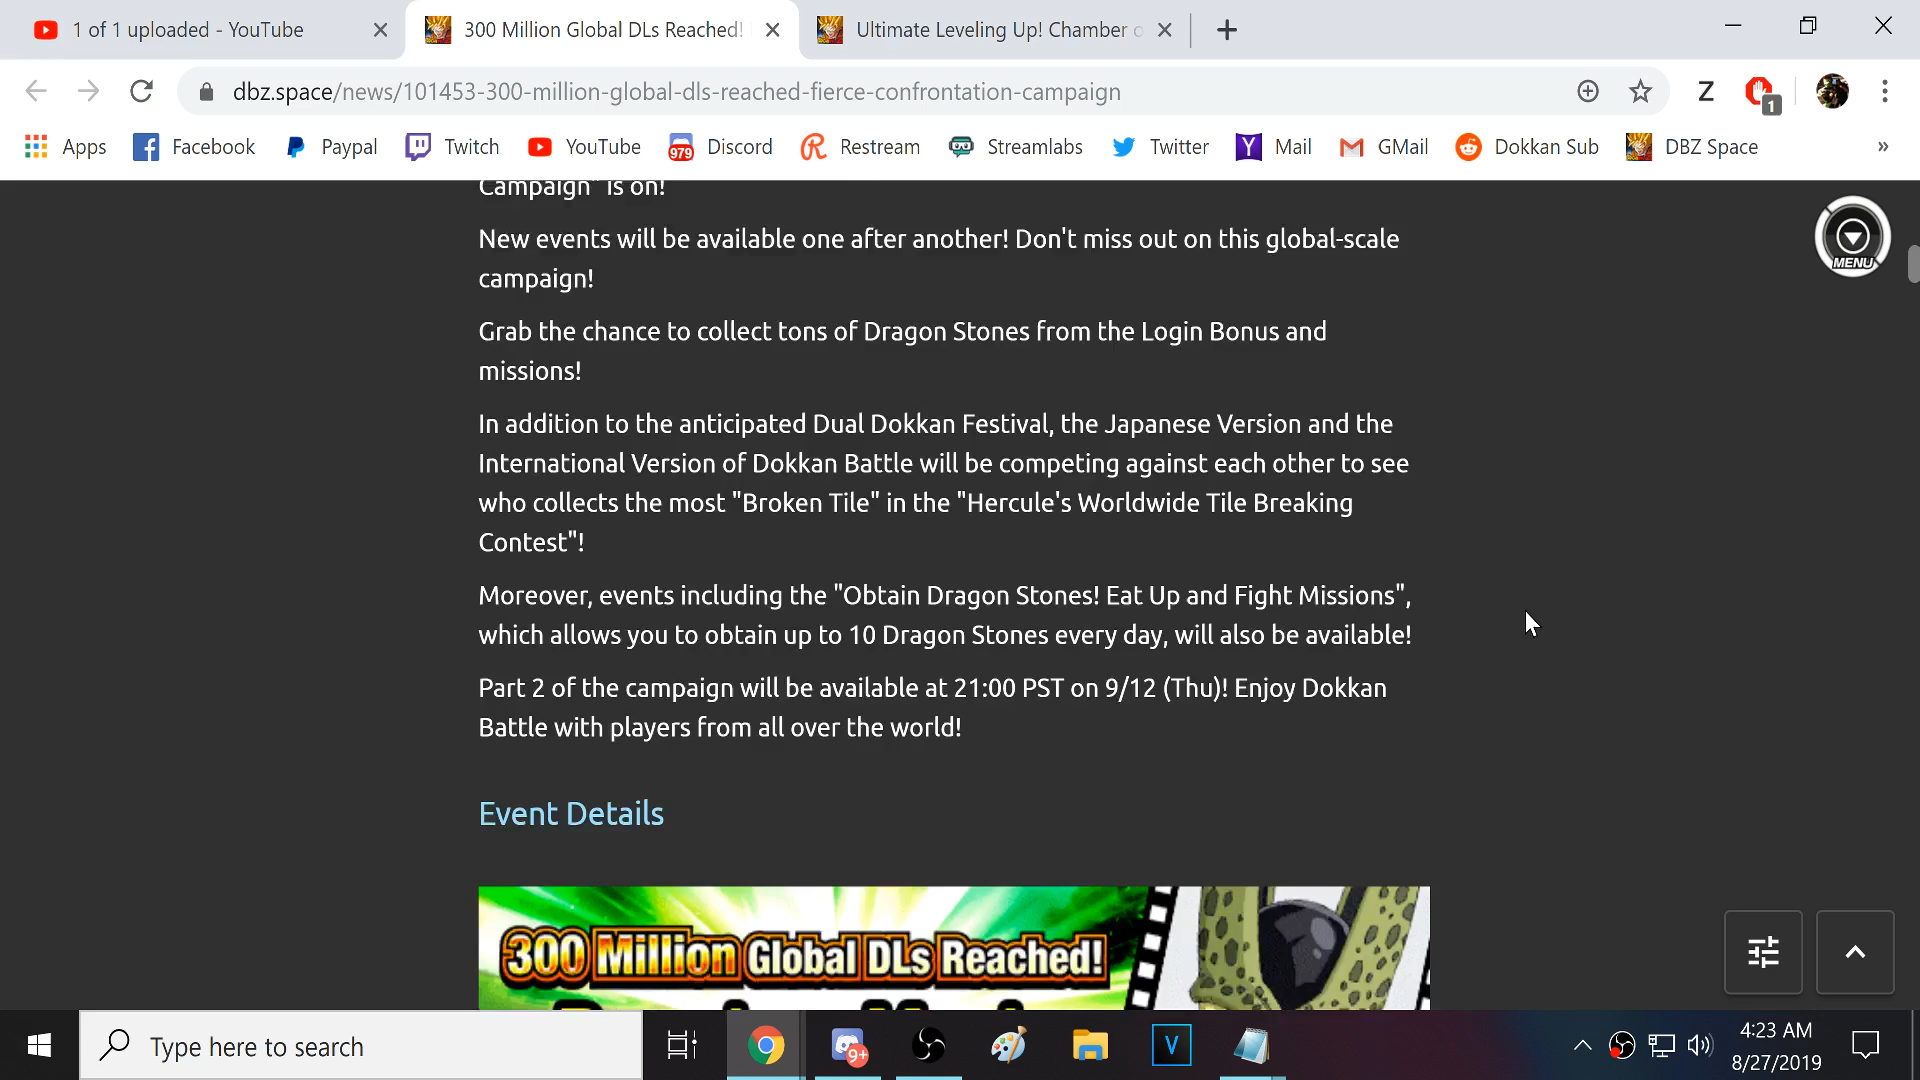 1 of 1 uploaded - YouTube
300 Million Global DLs Reached!
Ultimate Leveling Up! Chamber o
dbz.space/news/101453-300-million-global-dls-reached-fierce-confrontation-campaign
Z
1
Apps
Facebook
Paypal
Twitch
YouTube
979
Discord
Restream
Streamlabs
Twitter
Mail
GMail
Dokkan Sub
DBZ Space
»
Campaign" is on!
MENU
New events will be available one after another! Don't miss out on this global-scale
campaign!
Grab the chance to collect tons of Dragon Stones from the Login Bonus and
missions!
In addition to the anticipated Dual Dokkan Festival, the Japanese Version and the
International Version of Dokkan Battle will be competing against each other to see
who collects the most "Broken Tile" in the "Hercule's Worldwide Tile Breaking
Contest"!
Moreover, events including the "Obtain Dragon Stones! Eat Up and Fight Missions",
which allows you to obtain up to 10 Dragon Stones every day, will also be available!
Part 2 of the campaign will be available at 21:00 PST on 9/12 (Thu)! Enjoy Dokkan
Battle with players from all over the world!
Event Details
300 Million Global DLs Reached!
Type here to search
9+
V
4:23 AM
8/27/2019